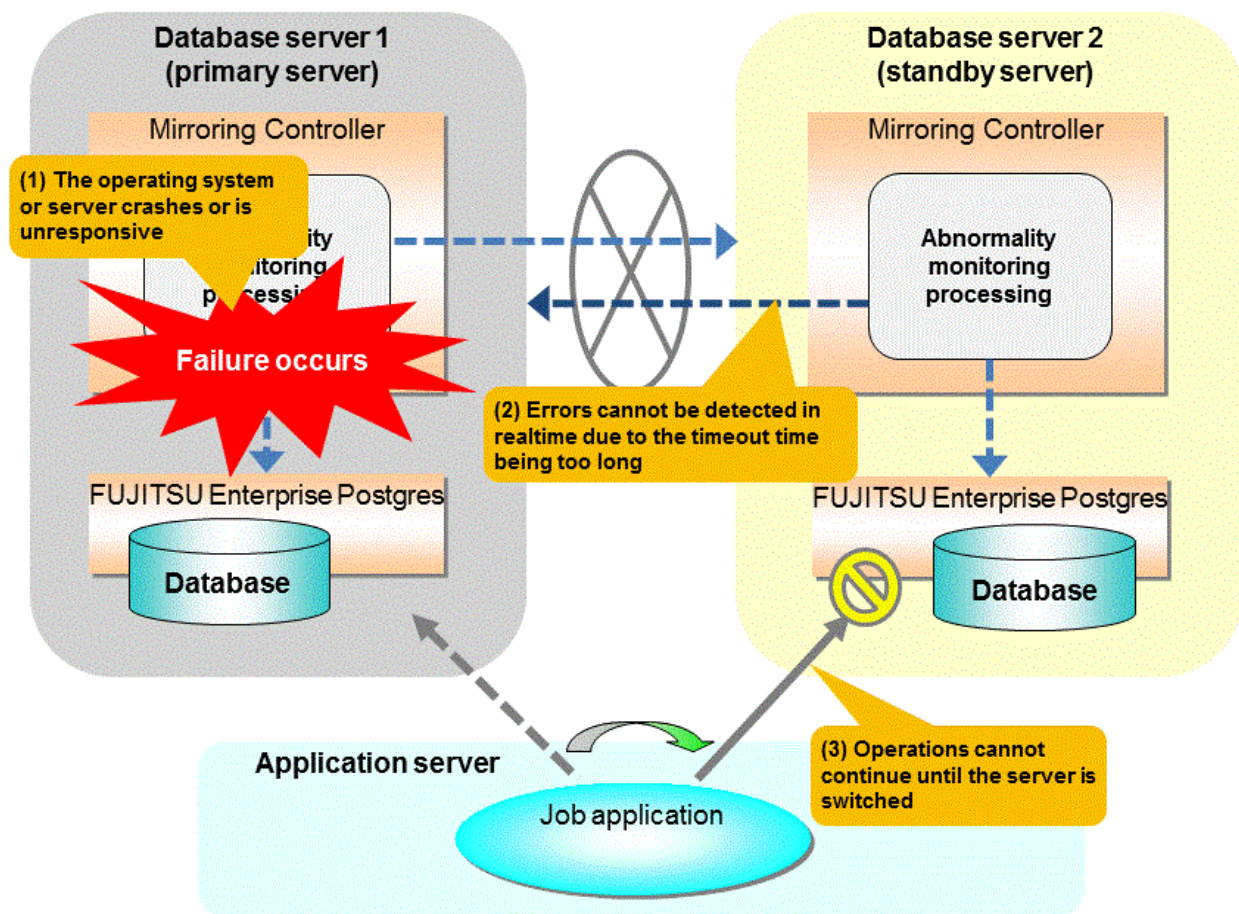 Database server 1
(primary server)
Mirroring Controller
(1) The operating system
or server crashes or is
unresponsive
Failure occurs
FUJITSU Enterprise Postgres
Database
Database server 2
(standby server)
Mirroring Controller
Abnormality
monitoring
processing
(2) Errors cannot be detected in
realtime due to the timeout time
being too long
FUJITSU Enterprise Postgres
Database
(3) Operations cannot
continue until the server is
switched
Application server
Job application